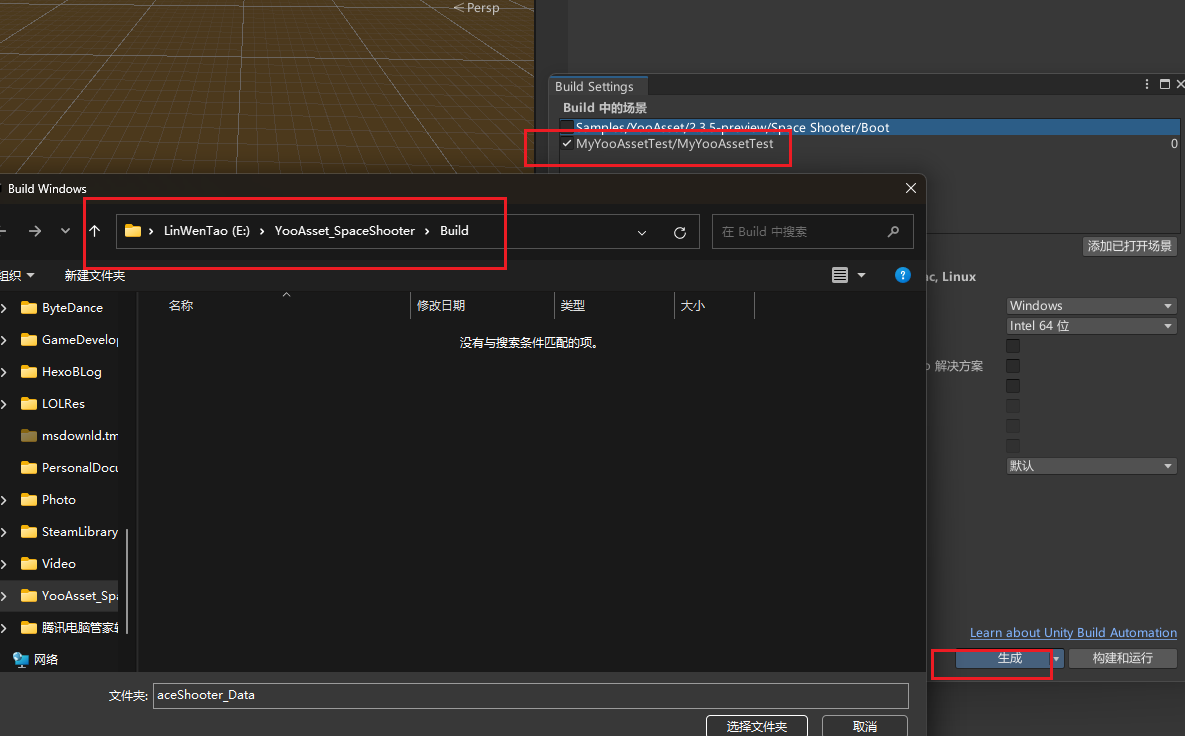 Persp
Build Settings
Build 中的场景
Samples/YooAsset/2.3.5-preview/Space Shooter/Boot
MyYooAssetTest/MyYooAssetTest 0
Build Windows
LinWenTao (E:) YooAsset_SpaceShooter Build
在 Build 中搜索
添加已打开场景
组织 新建文件夹
, Linux
名称 修改日期 类型 大小
没有与搜索条件匹配的项。
ByteDance
GameDevelop
HexoBLog
LOLRes
msdownld.tm
PersonalDocu
Photo
SteamLibrary
Video
YooAsset_Spa
腾讯电脑管家
网络
Windows
Intel 64 位
解决方案
默认
Learn about Unity Build Automation
生成 构建和运行
文件夹: aceShooter_Data
选择文件夹 取消